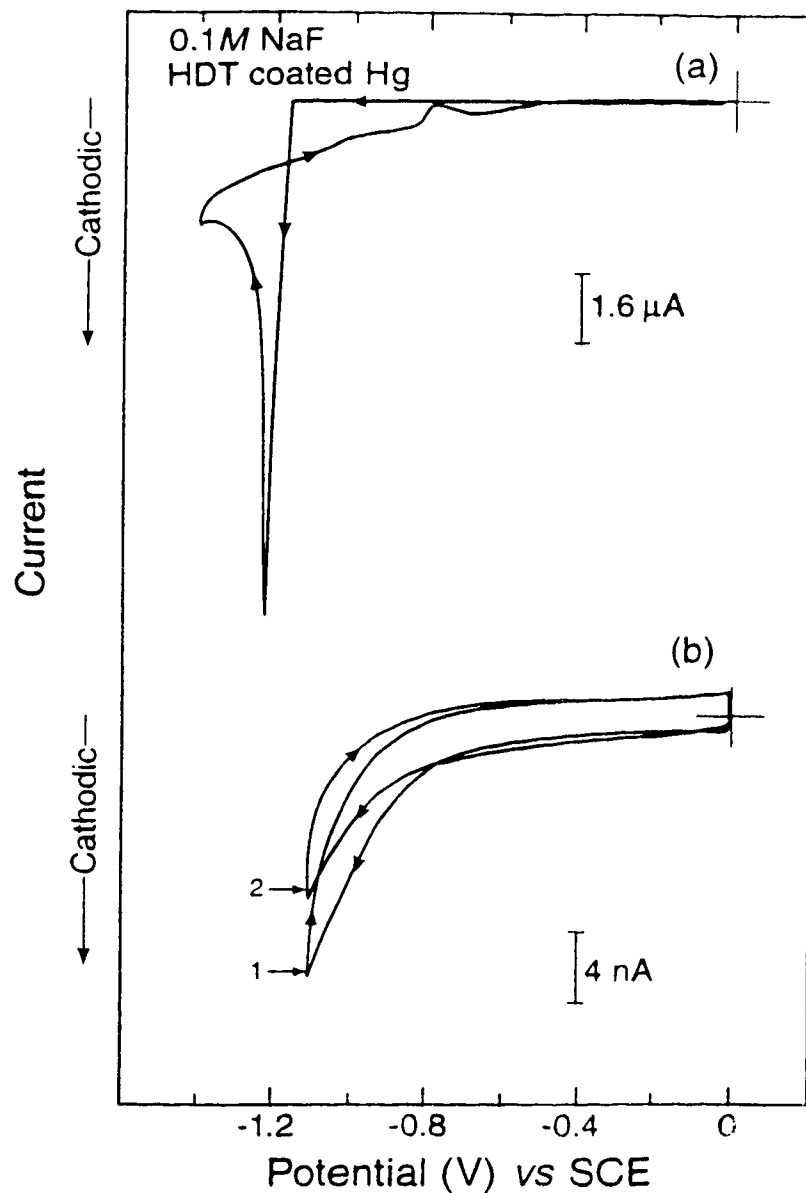 0.1M NaF
HDT coated Hg
(a)
Cathodic
1.6 µA
Current
(b)
Cathodic
2
1
4 nA
-1.2
-0.8
-0.4
0
Potential (V) vs SCE